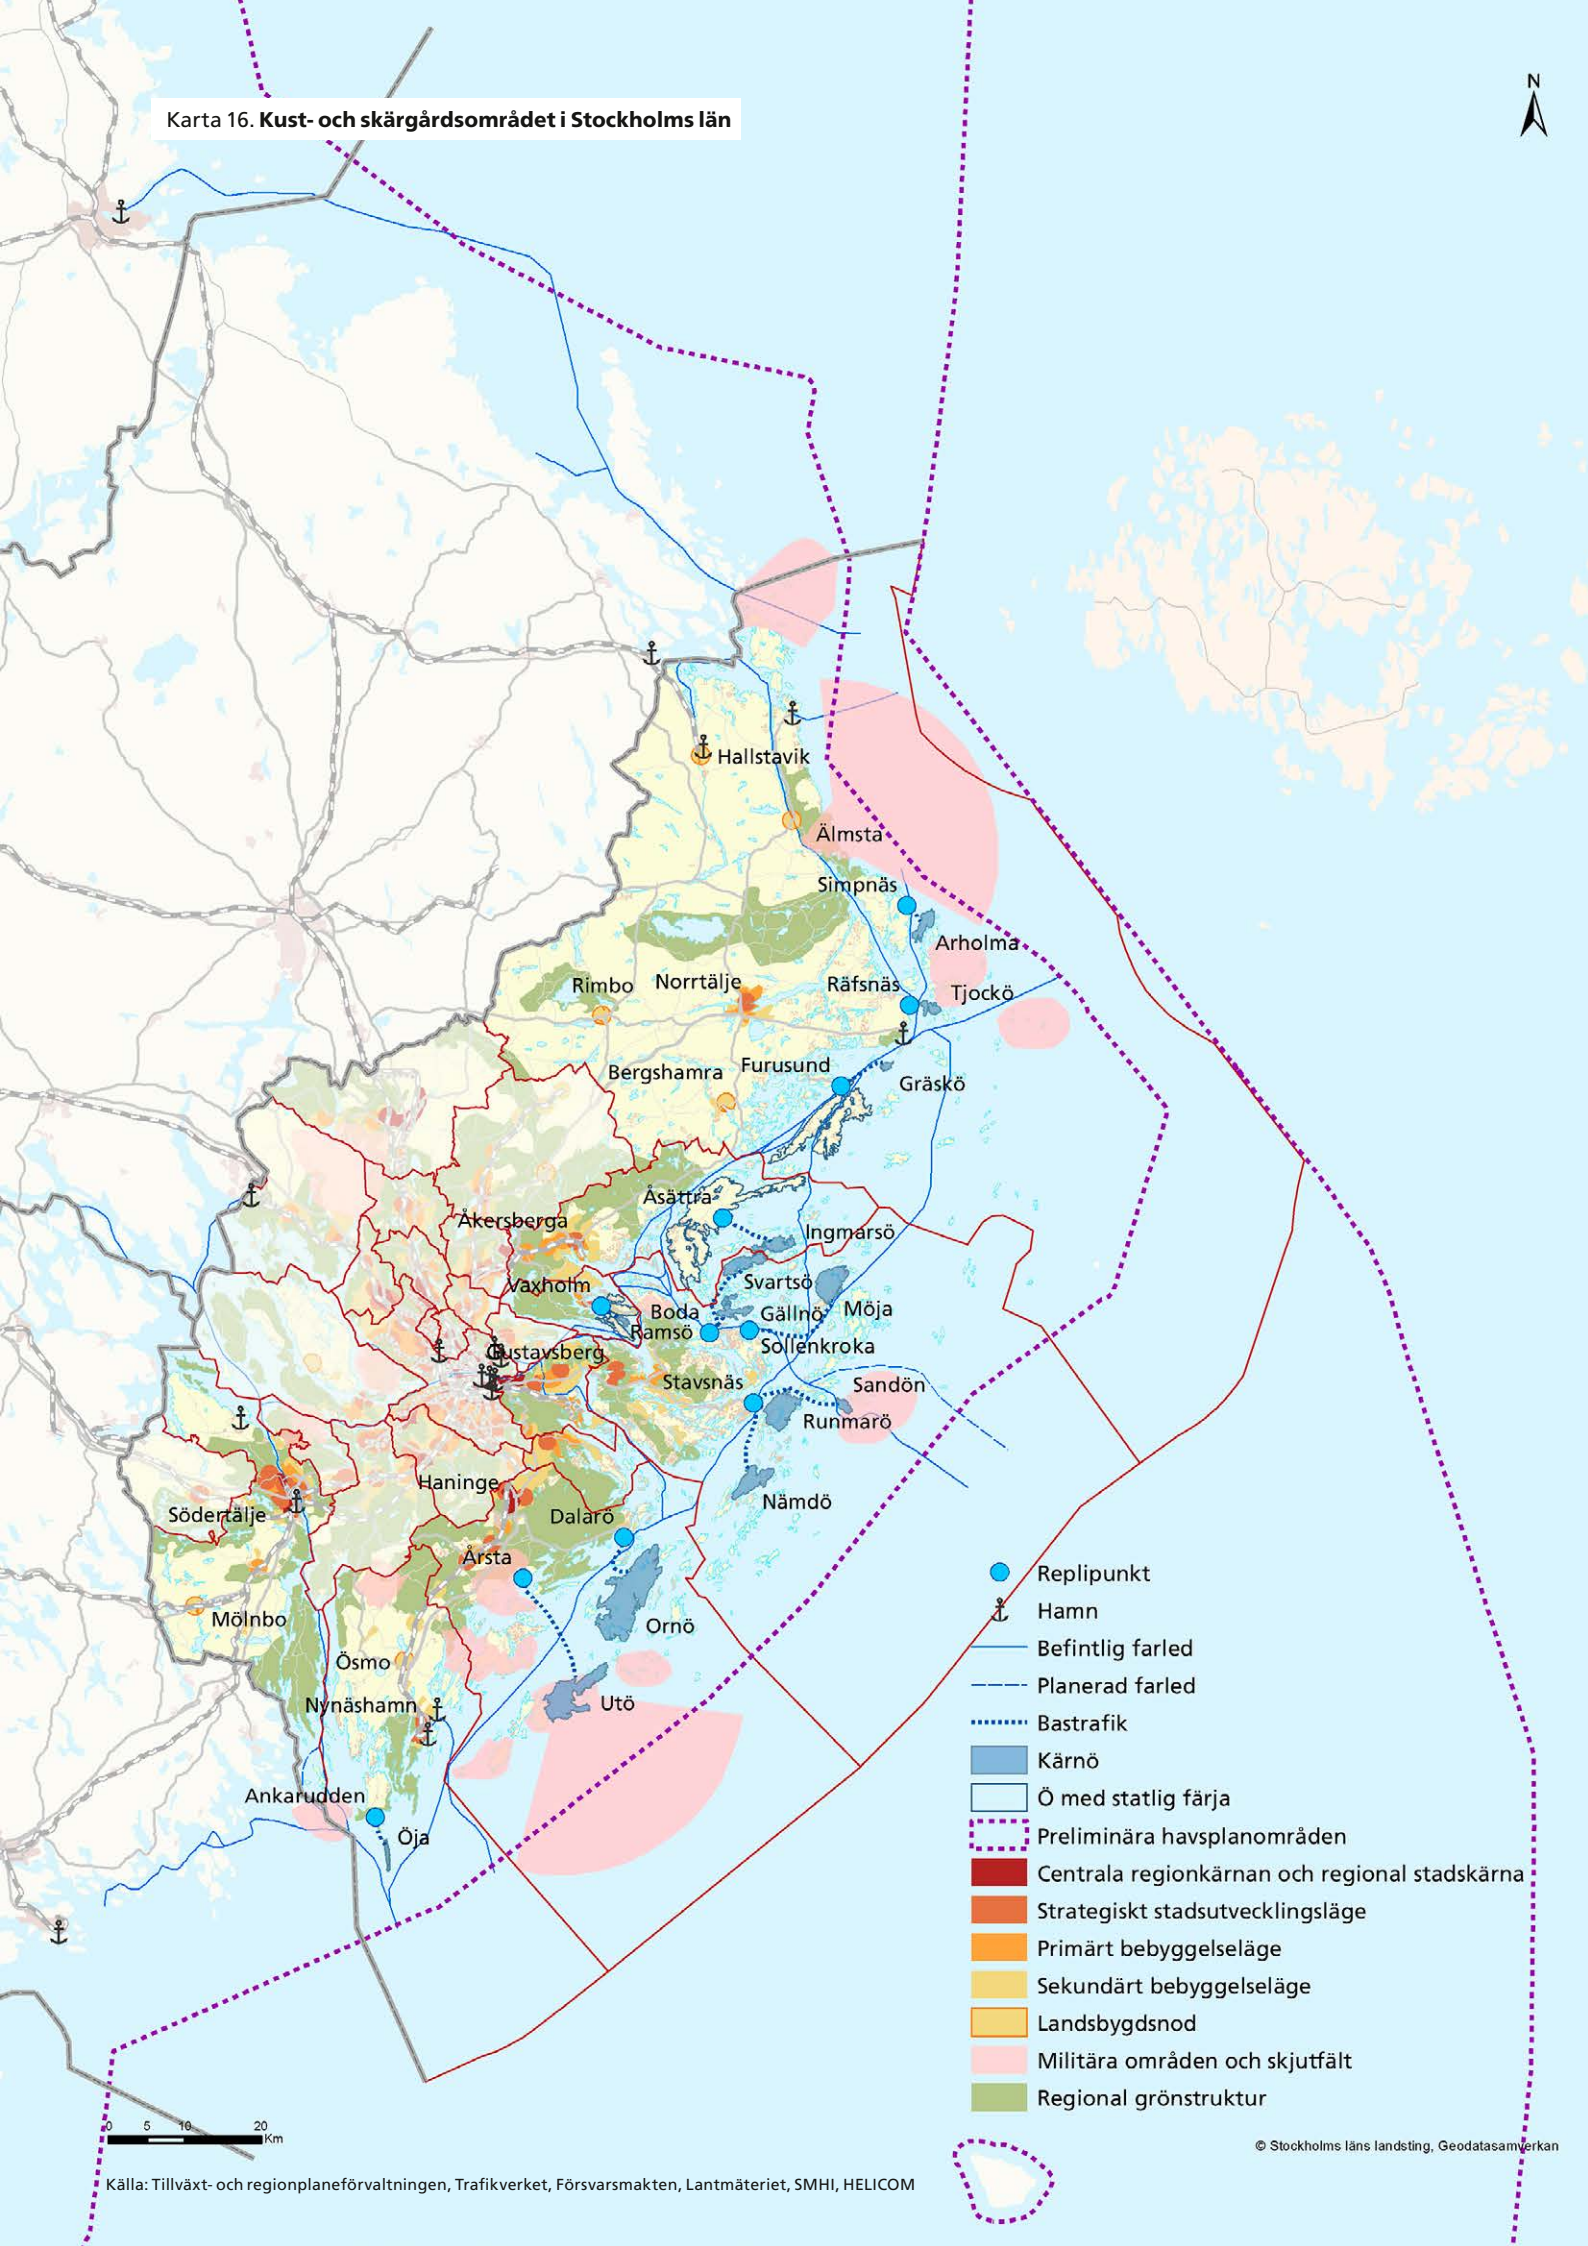 N
Karta 16. Kust- och skärgårdsområdet i Stockholms län
Hallstavik
Älmsta
Simpnäs
Arholma
Rimbo
Norrtälje
Räfsnäs
Tjockö
Bergshamra
Furusund
Gräskö
Åsättra
Åkersberga
Ingmarsö
Svartsö
Vaxholm
Boda
Gällnö
Möja
Ramsö
Sollenkroka
Gustavsberg
Stavsnäs
Sandön
Runmarö
Haninge
Nämdö
Södertälje
Dalarö
Årsta
Mölnbo
Ornö
Ösmo
Nynäshamn
Utö
Ankarudden
Öja
Replipunkt
Hamn
Befintlig farled
Planerad farled
Bastrafik
Kärnö
Ö med statlig färja
Preliminära havsplanområden
Centrala regionkärnan och regional stadskärna
Strategiskt stadsutvecklingsläge
Primärt bebyggelseläge
Sekundärt bebyggelseläge
Landsbygdsnod
Militära områden och skjutfält
Regional grönstruktur
0 5 10 20
Km
© Stockholms läns landsting, Geodatasamverkan
Källa: Tillväxt- och regionplaneförvaltningen, Trafikverket, Försvarsmakten, Lantmäteriet, SMHI, HELICOM